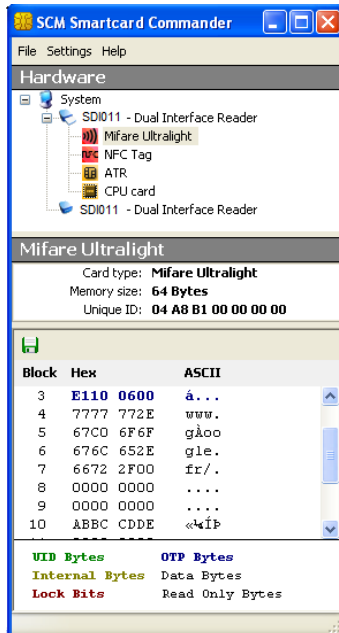 SCM Smartcard Commander
File Settings Help
Hardware
System
SDI011 - Dual Interface Reader
Mifare Ultralight
NFC Tag
ATR
CPU card
SDI011 - Dual Interface Reader
Mifare Ultralight
Card type: Mifare Ultralight
Memory size: 64 Bytes
Unique ID: 04 A8 B1 00 00 00 00
Block Hex ASCII
3 E110 0600 á...
4 7777 772E www.
5 67C0 6F6F gÀoo
6 676C 652E gle.
7 6672 2F00 fr/.
8 0000 0000 ....
9 0000 0000 ....
10 ABBC CDDE «¼ÍÞ
UID Bytes OTP Bytes
Internal Bytes Data Bytes
Lock Bits Read Only Bytes